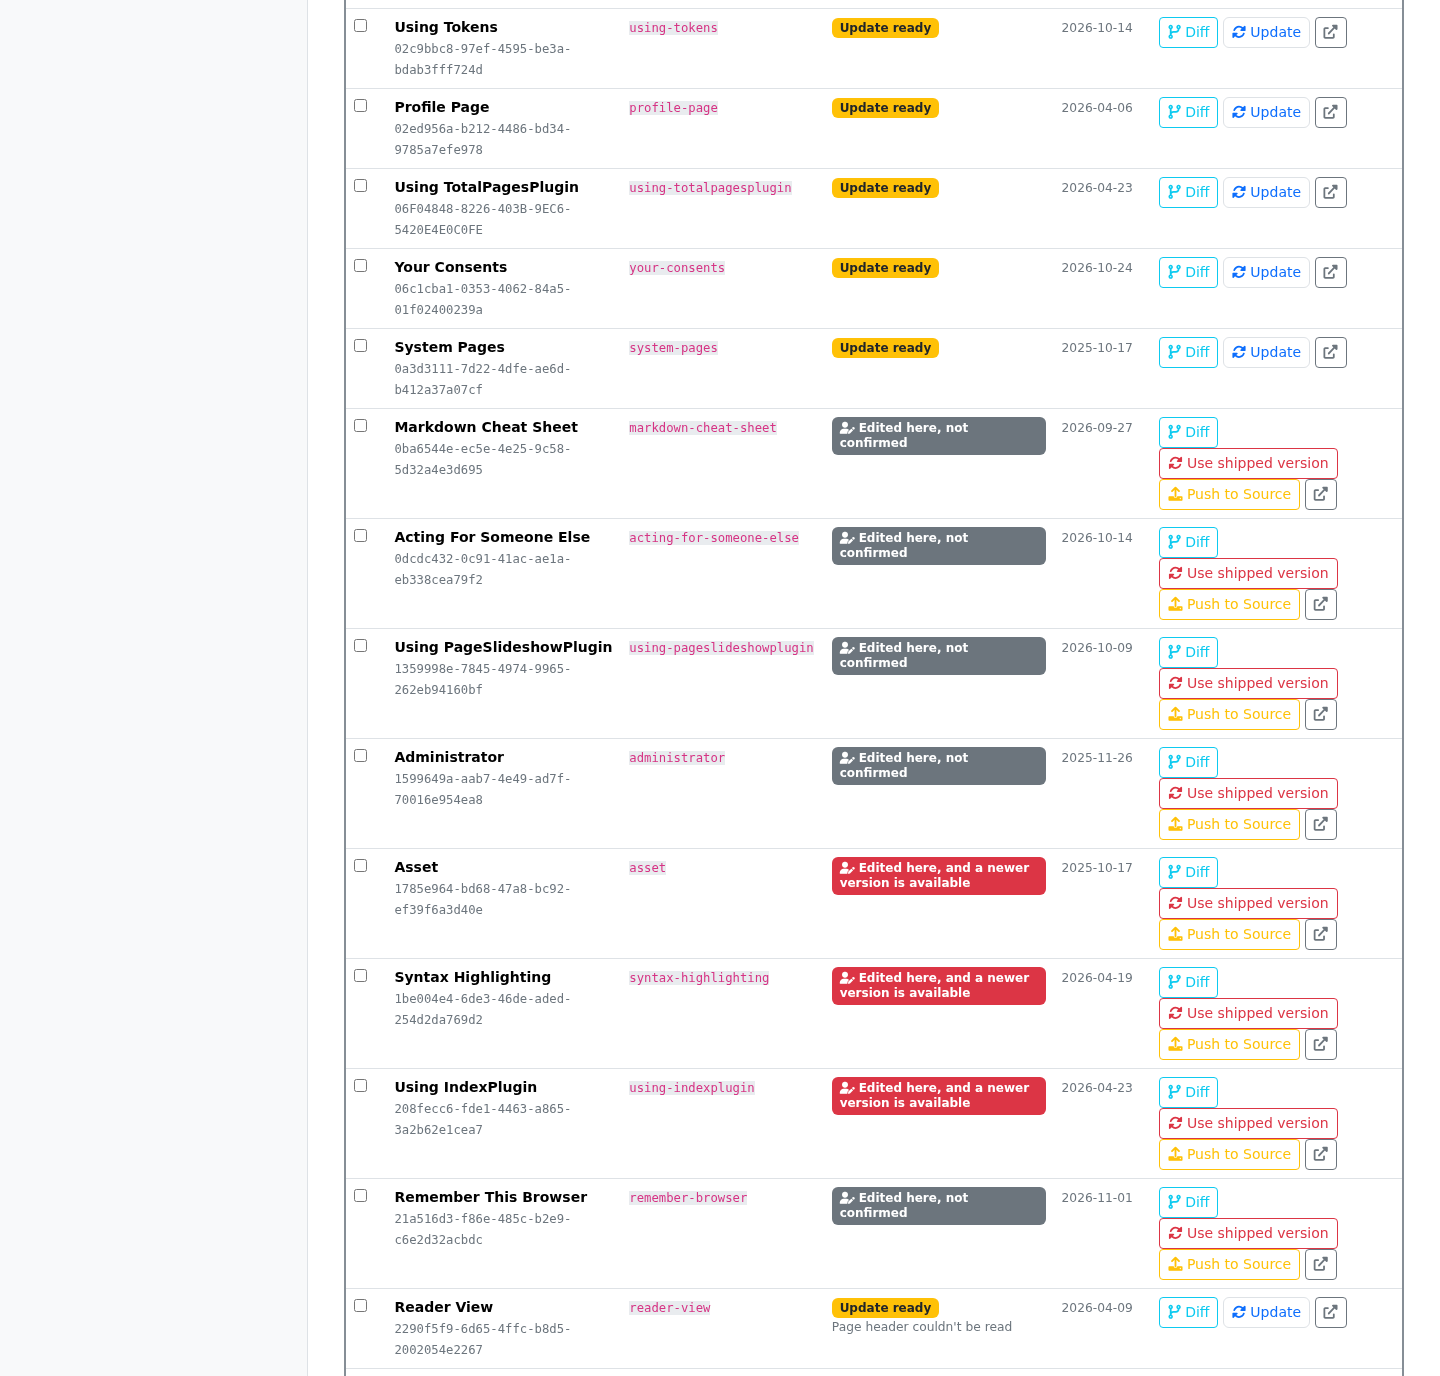 Using Tokens using-tokens Update ready 2026-10-14 Diff Update
02c9bbc8-97ef-4595-be3a-
bdab3fff724d
Profile Page profile-page Update ready 2026-04-06 Diff Update
02ed956a-b212-4486-bd34-
9785a7efe978
Using TotalPagesPlugin using-totalpagesplugin Update ready 2026-04-23 Diff Update
06F04848-8226-403B-9EC6-
5420E4E0C0FE
Your Consents your-consents Update ready 2026-10-24 Diff Update
06c1cba1-0353-4062-84a5-
01f02400239a
System Pages system-pages Update ready 2025-10-17 Diff Update
0a3d3111-7d22-4dfe-ae6d-
b412a37a07cf
Markdown Cheat Sheet markdown-cheat-sheet Edited here, not 2026-09-27 Diff
confirmed
0ba6544e-ec5e-4e25-9c58-
Use shipped version
5d32a4e3d695
Push to Source
Acting For Someone Else acting-for-someone-else Edited here, not 2026-10-14 Diff
confirmed
0dcdc432-0c91-41ac-ae1a-
Use shipped version
eb338cea79f2
Push to Source
Using PageSlideshowPlugin using-pageslideshowplugin Edited here, not 2026-10-09 Diff
confirmed
1359998e-7845-4974-9965-
Use shipped version
262eb94160bf
Push to Source
Administrator administrator Edited here, not 2025-11-26 Diff
confirmed
1599649a-aab7-4e49-ad7f-
Use shipped version
70016e954ea8
Push to Source
Asset asset Edited here, and a newer 2025-10-17 Diff
version is available
1785e964-bd68-47a8-bc92-
Use shipped version
ef39f6a3d40e
Push to Source
Syntax Highlighting syntax-highlighting Edited here, and a newer 2026-04-19 Diff
version is available
1be004e4-6de3-46de-aded-
Use shipped version
254d2da769d2
Push to Source
Using IndexPlugin using-indexplugin Edited here, and a newer 2026-04-23 Diff
version is available
208fecc6-fde1-4463-a865-
Use shipped version
3a2b62e1cea7
Push to Source
Remember This Browser remember-browser Edited here, not 2026-11-01 Diff
confirmed
21a516d3-f86e-485c-b2e9-
Use shipped version
c6e2d32acbdc
Push to Source
Reader View reader-view Update ready 2026-04-09 Diff Update
Page header couldn't be read
2290f5f9-6d65-4ffc-b8d5-
2002054e2267